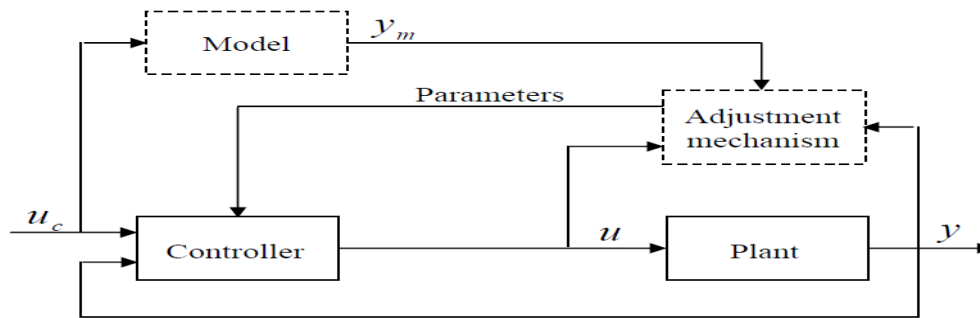 Model
y_m
Parameters
Adjustment
mechanism
u_c
Controller
u
Plant
y